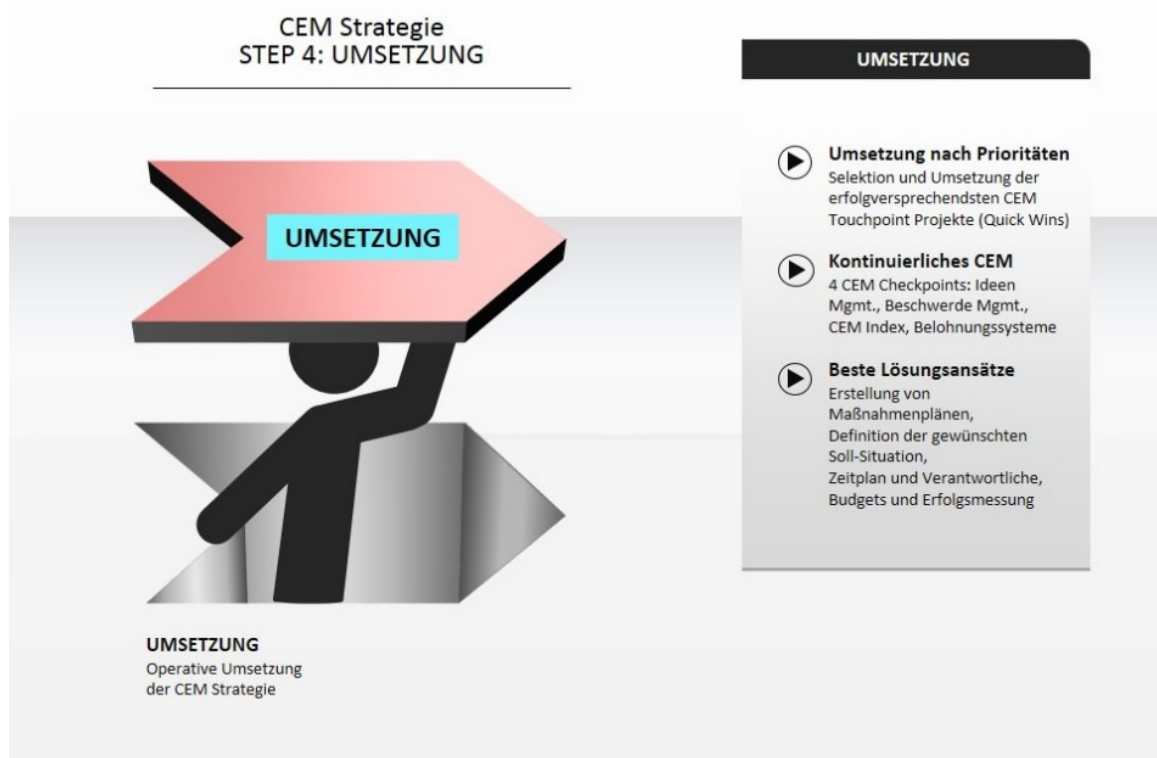 CEM Strategie
STEP 4: UMSETZUNG
UMSETZUNG
UMSETZUNG
Operative Umsetzung
der CEM Strategie
UMSETZUNG
Umsetzung nach Prioritäten
Selektion und Umsetzung der
erfolgversprechendsten CEM
Touchpoint Projekte (Quick Wins)
Kontinuierliches CEM
4 CEM Checkpoints: Ideen
Mgmt., Beschwerde Mgmt.,
CEM Index, Belohnungssysteme
Beste Lösungsansätze
Erstellung von
Maßnahmenplänen,
Definition der gewünschten
Soll-Situation,
Zeitplan und Verantwortliche,
Budgets und Erfolgsmessung